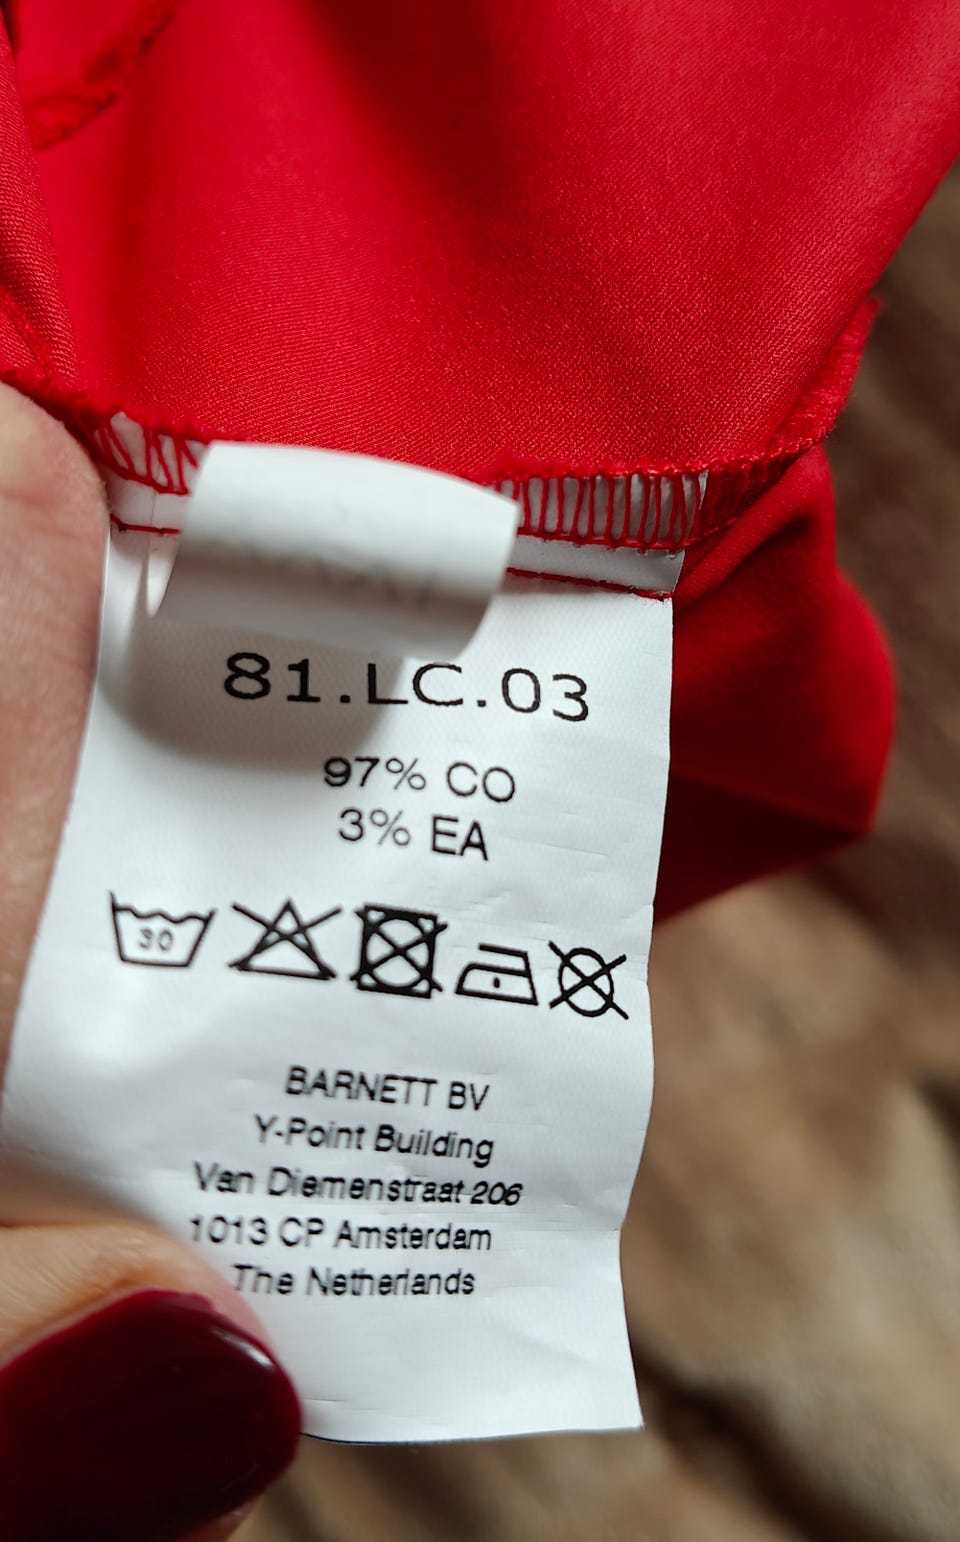 81.LC.03
97% CO
3% EA
30
BARNETT BV
Y-Point Building
Van Diemenstraat 206
1013 CP Amsterdam
The Netherlands